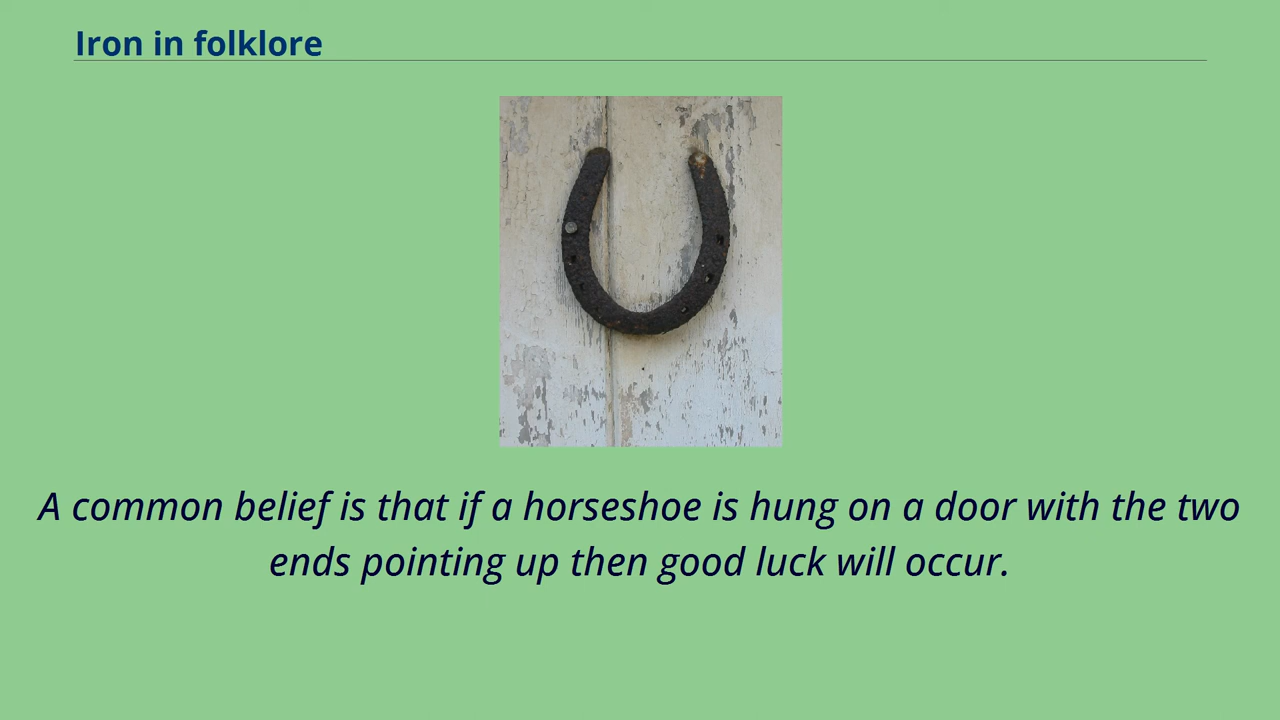 Iron in folklore
A common belief is that if a horseshoe is hung on a door with the two
ends pointing up then good luck will occur.